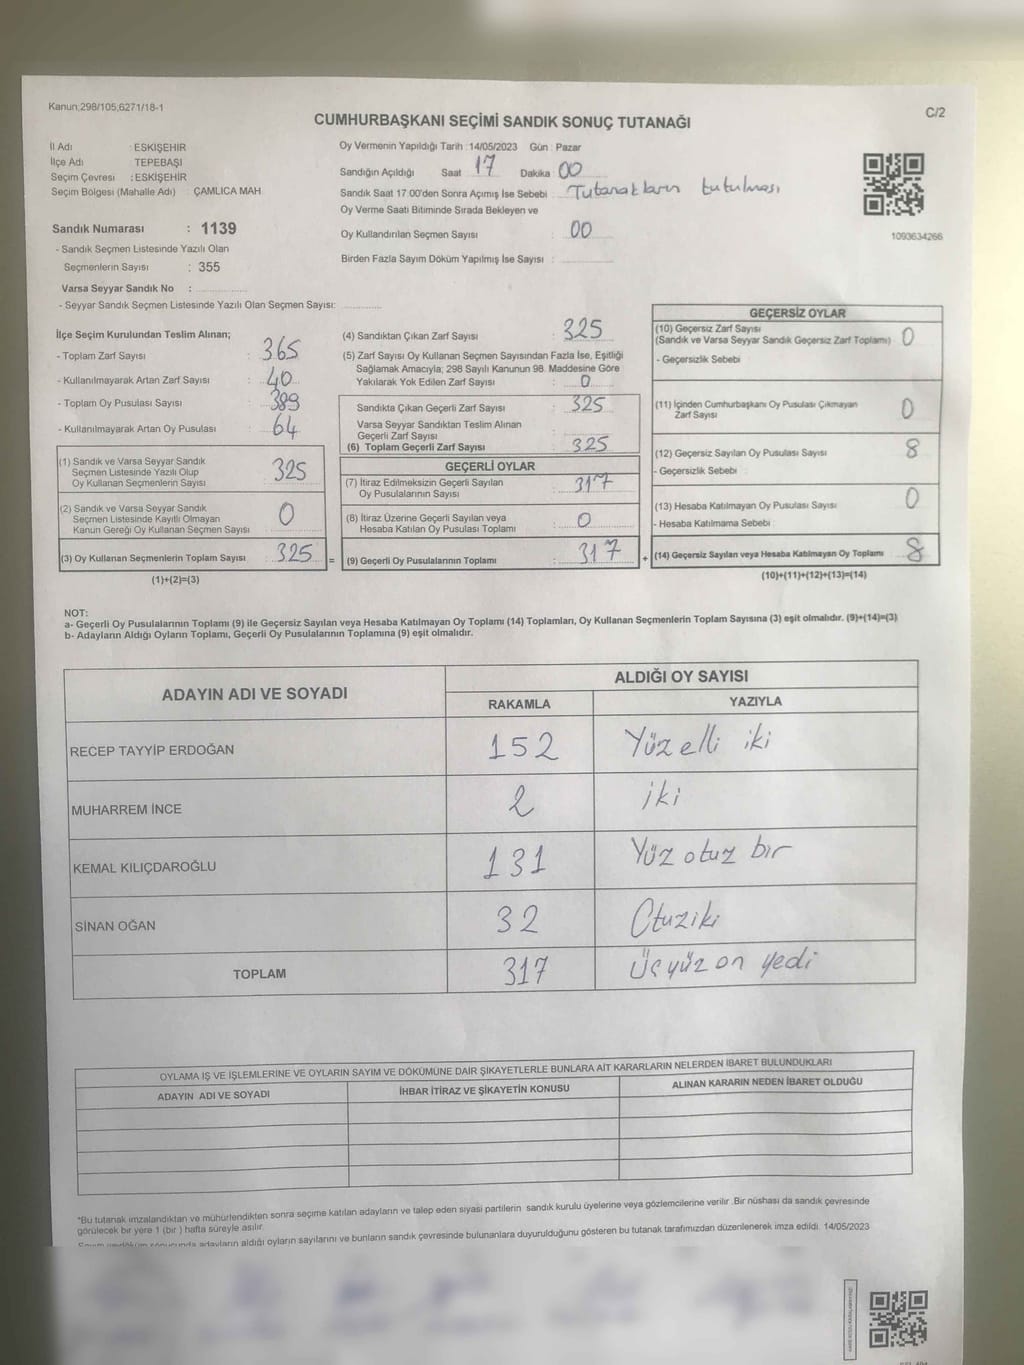 Kanun;298/105;6271/18-1
C/2
CUMHURBAŞKANI SEÇİMİ SANDIK SONUÇ TUTANAĞI
İl Adı : ESKİŞEHİR
İlçe Adı TEPEBAŞI
Seçim Çevresi : ESKİŞEHİR
Seçim Bölgesi (Mahalle Adı) : ÇAMLICA MAH.
Sandık Numarası : 1139
- Sandık Seçmen Listesinde Yazılı Olan
Seçmenlerin Sayısı : 355
Varsa Seyyar Sandık No :
- Seyyar Sandık Seçmen Listesinde Yazılı Olan Seçmen Sayısı:
Oy Vermenin Yapıldığı Tarih : 14/05/2023 Gün : Pazar
Sandığın Açıldığı Saat 17 Dakika 00
Sandık Saat 17.00'den Sonra Açımış İse Sebebi Tutanakların tutulması
Oy Verme Saati Bitiminde Sırada Bekleyen ve
Oy Kullandırılan Seçmen Sayısı : 00
Birden Fazla Sayım Döküm Yapılmış İse Sayısı :
1093634266
İlçe Seçim Kurulundan Teslim Alınan;
- Toplam Zarf Sayısı : 365
- Kullanılmayarak Artan Zarf Sayısı : 40
- Toplam Oy Pusulası Sayısı : 389
- Kullanılmayarak Artan Oy Pusulası : 64
(1) Sandık ve Varsa Seyyar Sandık
Seçmen Listesinde Yazılı Olup
Oy Kullanan Seçmenlerin Sayısı 325
(2) Sandık ve Varsa Seyyar Sandık
Seçmen Listesinde Kayıtlı Olmayan
Kanun Gereği Oy Kullanan Seçmen Sayısı 0
(3) Oy Kullanan Seçmenlerin Toplam Sayısı 325 =
(1)+(2)=(3)
(4) Sandıktan Çıkan Zarf Sayısı : 325
(5) Zarf Sayısı Oy Kullanan Seçmen Sayısından Fazla İse, Eşitliği
Sağlamak Amacıyla; 298 Sayılı Kanunun 98. Maddesine Göre
Yakılarak Yok Edilen Zarf Sayısı : 0
Sandıkta Çıkan Geçerli Zarf Sayısı : 325
Varsa Seyyar Sandıktan Teslim Alınan
Geçerli Zarf Sayısı
(6) Toplam Geçerli Zarf Sayısı : 325
GEÇERLİ OYLAR
(7) İtiraz Edilmeksizin Geçerli Sayılan
Oy Pusulalarının Sayısı : 317
(8) İtiraz Üzerine Geçerli Sayılan veya
Hesaba Katılan Oy Pusulası Toplamı : 0
(9) Geçerli Oy Pusulalarının Toplamı : 317 +
GEÇERSİZ OYLAR
(10) Geçersiz Zarf Sayısı
(Sandık ve Varsa Seyyar Sandık Geçersiz Zarf Toplamı) 0
- Geçersizlik Sebebi
(11) İçinden Cumhurbaşkanı Oy Pusulası Çıkmayan
Zarf Sayısı 0
(12) Geçersiz Sayılan Oy Pusulası Sayısı 8
- Geçersizlik Sebebi
(13) Hesaba Katılmayan Oy Pusulası Sayısı 0
- Hesaba Katılmama Sebebi
(14) Geçersiz Sayılan veya Hesaba Katılmayan Oy Toplamı 8
(10)+(11)+(12)+(13)=(14)
NOT:
a- Geçerli Oy Pusulalarının Toplamı (9) ile Geçersiz Sayılan veya Hesaba Katılmayan Oy Toplamı (14) Toplamları, Oy Kullanan Seçmenlerin Toplam Sayısına (3) eşit olmalıdır. (9)+(14)=(3)
b- Adayların Aldığı Oyların Toplamı, Geçerli Oy Pusulalarının Toplamına (9) eşit olmalıdır.
ADAYIN ADI VE SOYADI ALDIĞI OY SAYISI
RAKAMLA YAZIYLA
RECEP TAYYİP ERDOĞAN 152 Yüz elli iki
MUHARREM İNCE 2 iki
KEMAL KILIÇDAROĞLU 131 Yüz otuz bir
SİNAN OĞAN 32 Otuziki
TOPLAM 317 Üçyüz on yedi
OYLAMA İŞ VE İŞLEMLERİNE VE OYLARIN SAYIM VE DÖKÜMÜNE DAİR ŞİKAYETLERLE BUNLARA AİT KARARLARIN NELERDEN İBARET BULUNDUKLARI
ADAYIN ADI VE SOYADI İHBAR İTİRAZ VE ŞİKAYETİN KONUSU ALINAN KARARIN NEDEN İBARET OLDUĞU
*Bu tutanak imzalandıktan ve mühürlendikten sonra seçime katılan adayların ve talep eden siyasi partilerin sandık kurulu üyelerine veya gözlemcilerine verilir. Bir nüshası da sandık çevresinde
görülecek bir yere 1 (bir ) hafta süreyle asılır.
adayların aldığı oyların sayılarını ve bunların sandık çevresinde bulunanlara duyurulduğunu gösteren bu tutanak tarafımızdan düzenlenerek imza edildi. 14/05/2023